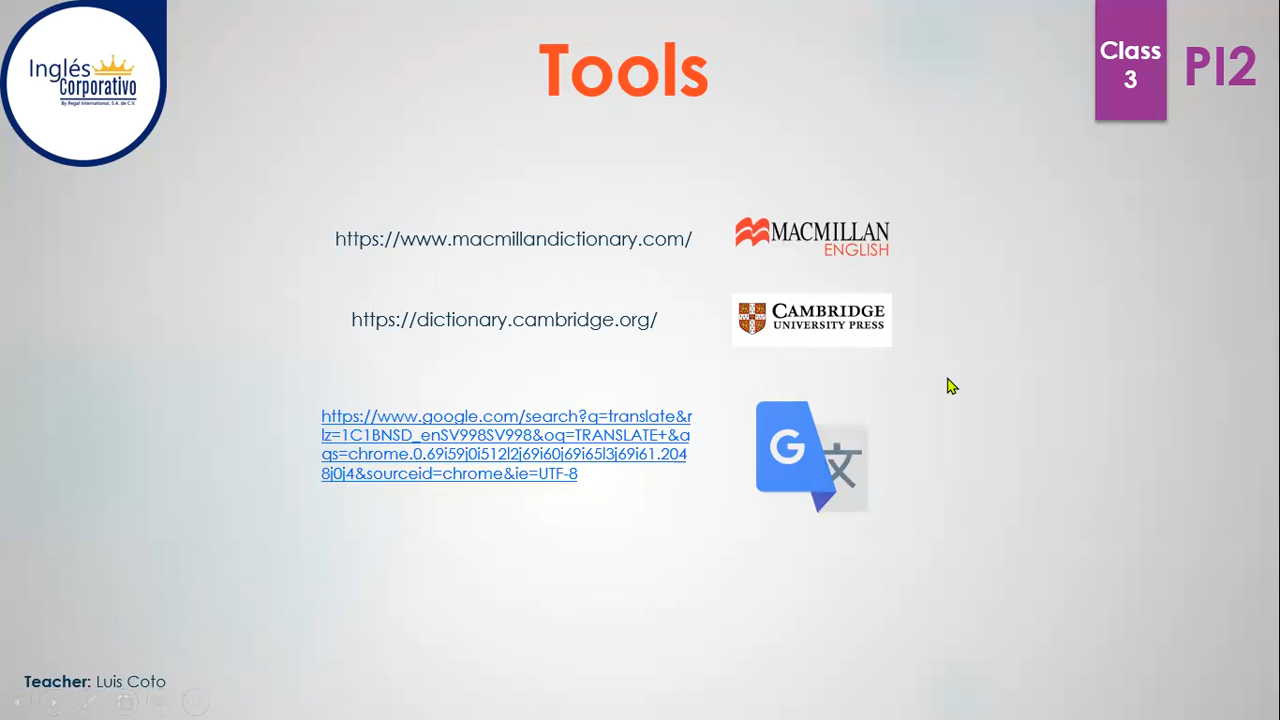 Inglés
Corporativo
By Regal International, S.A. de C.V.
Tools
Class
3
PI2
https://www.macmillandictionary.com/
MACMILLAN
ENGLISH
https://dictionary.cambridge.org/
CAMBRIDGE
UNIVERSITY PRESS
https://www.google.com/search?q=translate&r
lz=1C1BNSD_enSV998SV998&oq=TRANSLATE+&a
qs=chrome.0.69i59j0i512l2j69i60j69i65l3j69i61.204
8j0j4&sourceid=chrome&ie=UTF-8
G 文
Teacher: Luis Coto